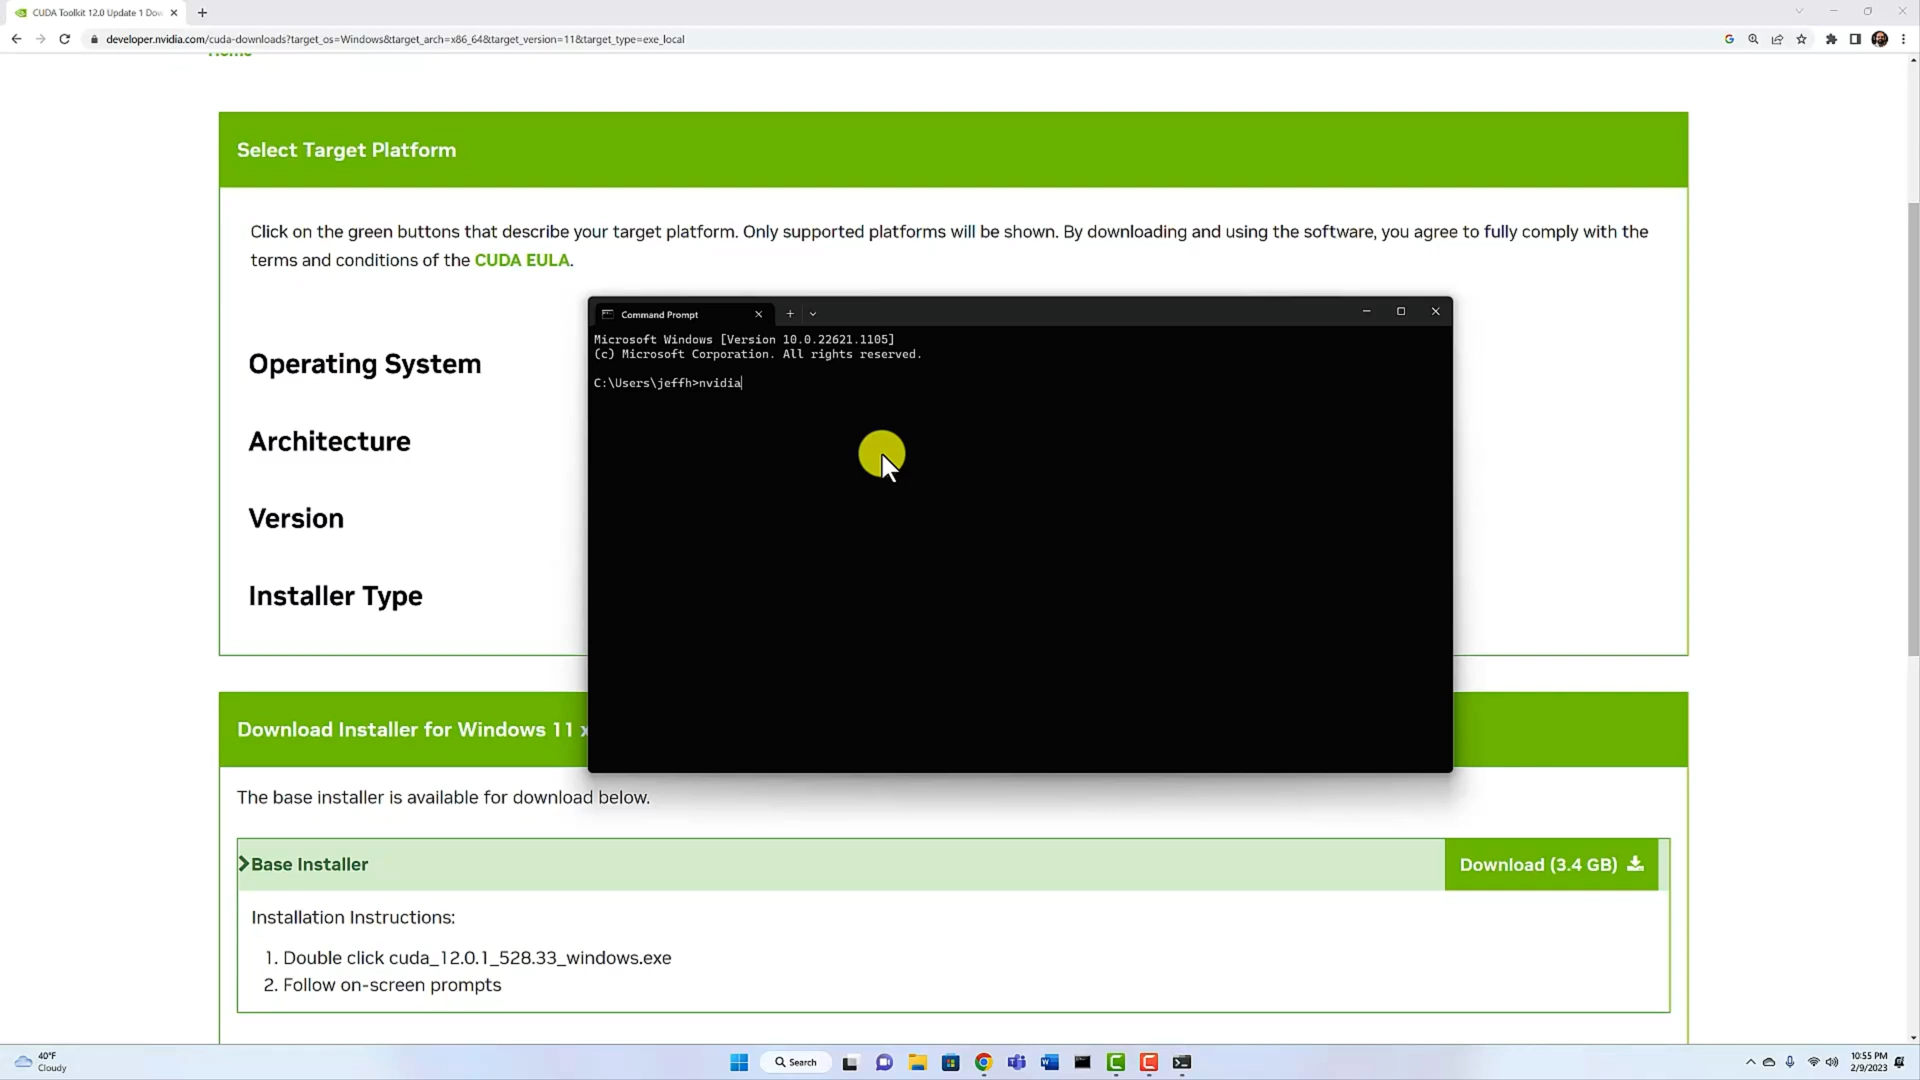 CUDA Toolkit 12.0 Update 1 Dow
developer.nvidia.com/cuda-downloads?target_os=Windows&target_arch=x86_64&target_version=11&target_type=exe_local
Home
Select Target Platform
Click on the green buttons that describe your target platform. Only supported platforms will be shown. By downloading and using the software, you agree to fully comply with the
terms and conditions of the CUDA EULA.
Operating System
Architecture
Version
Installer Type
Command Prompt
Microsoft Windows [Version 10.0.22621.1105]
(c) Microsoft Corporation. All rights reserved.
C:\Users\jeffh>nvidia
Download Installer for Windows 11 x
The base installer is available for download below.
Base Installer
Download (3.4 GB)
Installation Instructions:
1. Double click cuda_12.0.1_528.33_windows.exe
2. Follow on-screen prompts
40°F
Cloudy
Search
10:55 PM
2/9/2023